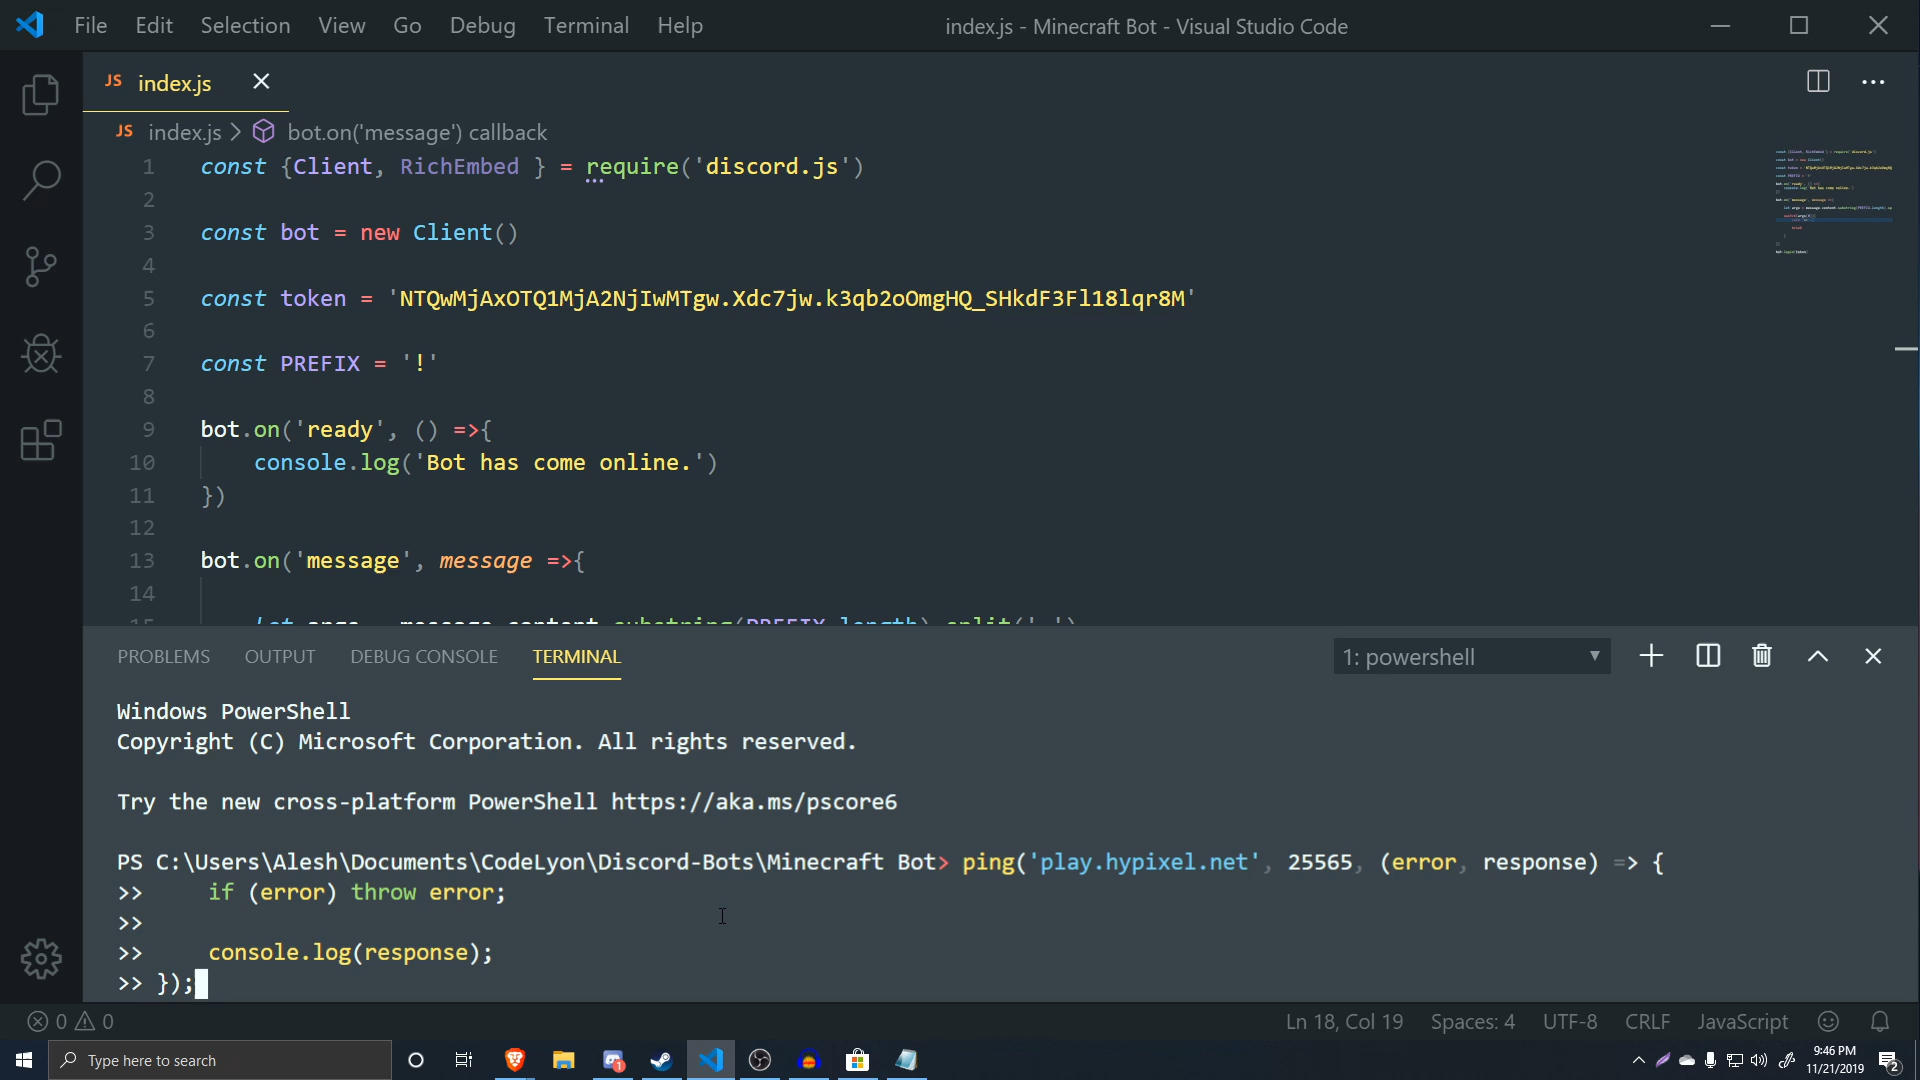 File Edit Selection View Go Debug Terminal Help
index.js - Minecraft Bot - Visual Studio Code
JS index.js
JS index.js > bot.on('message') callback
1 const {Client, RichEmbed } = require('discord.js')
2
3 const bot = new Client()
4
5 const token = 'NTQwMjAxOTQ1MjA2NjIwMTgw.Xdc7jw.k3qb2oOmgHQ_SHkdF3Fl18lqr8M'
6
7 const PREFIX = '!'
8
9 bot.on('ready', () =>{
10 console.log('Bot has come online.')
11 })
12
13 bot.on('message', message =>{
14
15 let args = message.content.substring(PREFIX.length).split(" ")
PROBLEMS OUTPUT DEBUG CONSOLE TERMINAL
1: powershell
Windows PowerShell
Copyright (C) Microsoft Corporation. All rights reserved.
Try the new cross-platform PowerShell https://aka.ms/pscore6
PS C:\Users\Alesh\Documents\CodeLyon\Discord-Bots\Minecraft Bot> ping('play.hypixel.net', 25565, (error, response) => {
>> if (error) throw error;
>>
>> console.log(response);
>> });
0 0
Ln 18, Col 19 Spaces: 4 UTF-8 CRLF JavaScript
Type here to search
1
9:46 PM
11/21/2019
2